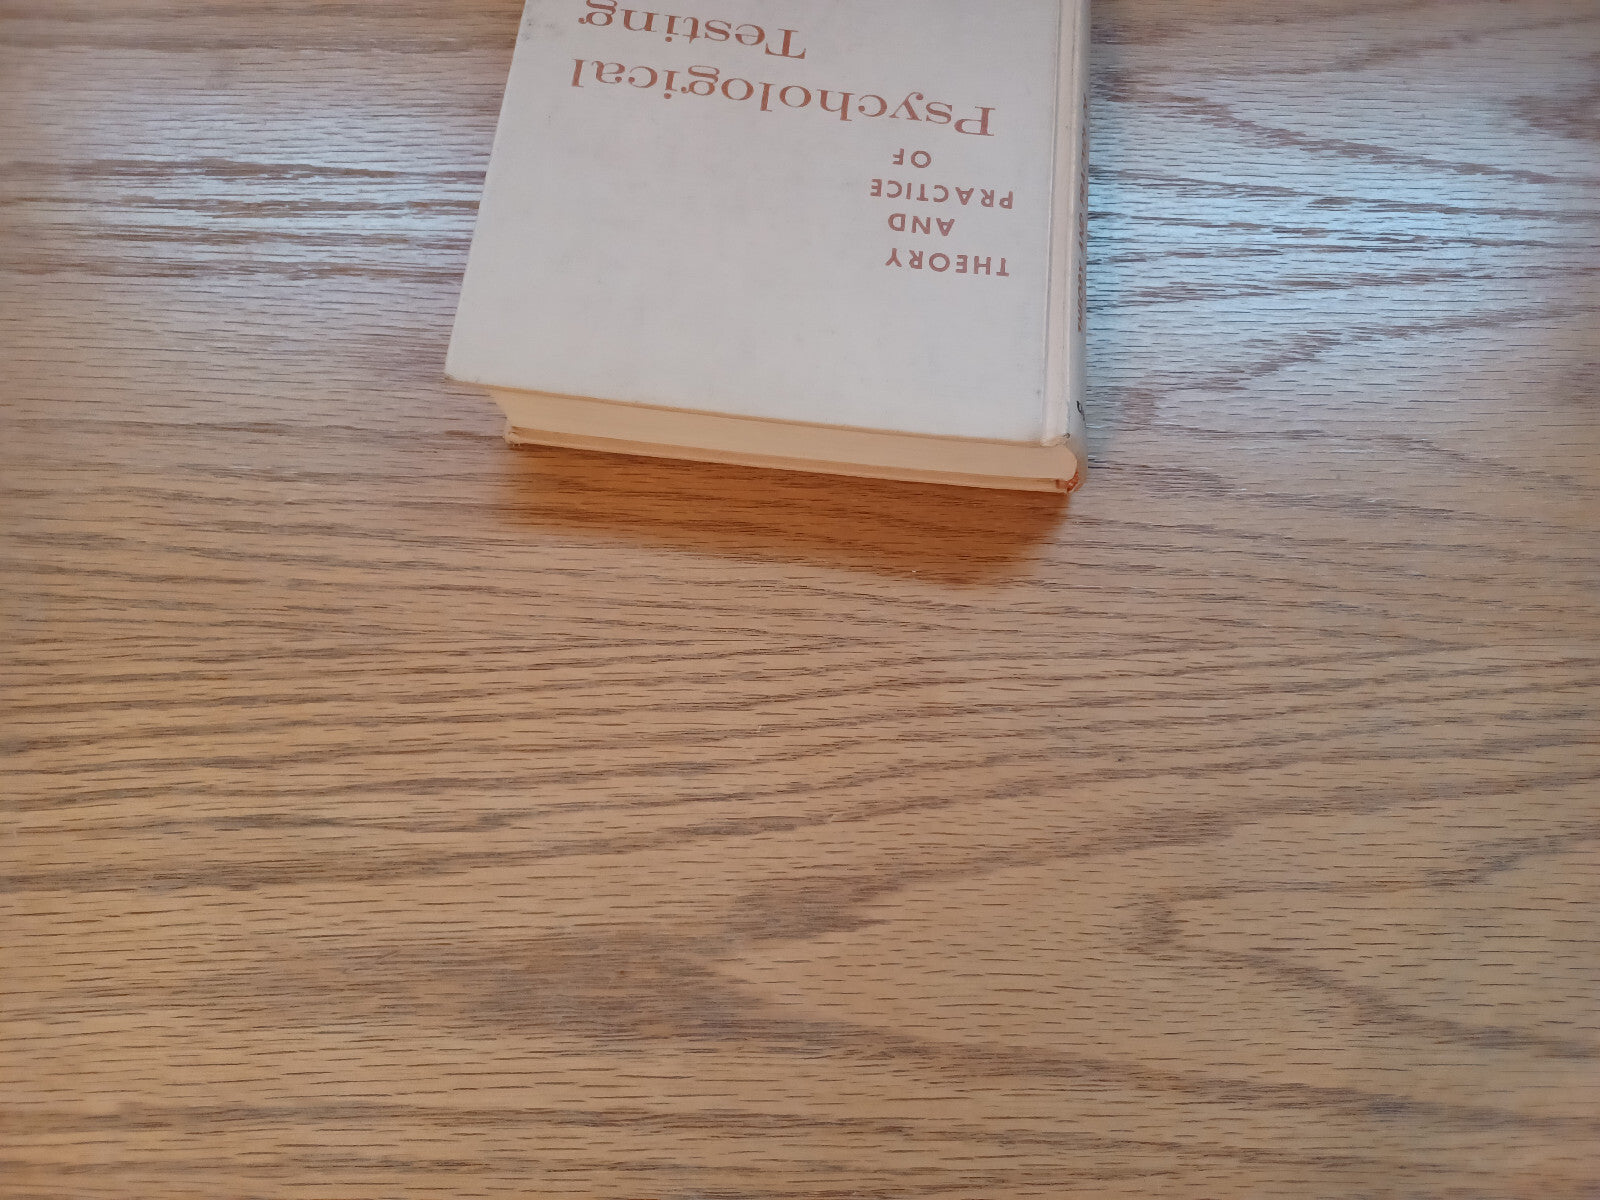 THEORY
AND
PRACTICE
OF
Psychological
Testing